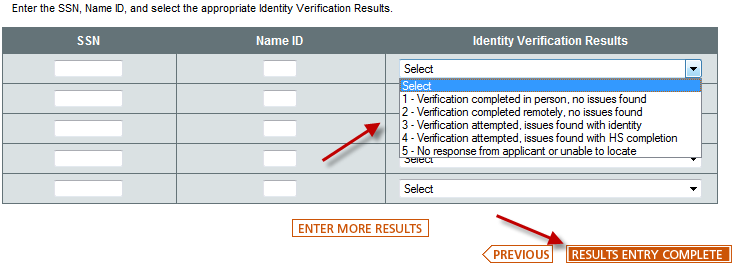 Enter the SSN, Name ID, and select the appropriate Identity Verification Results.
SSN Name ID Identity Verification Results
Select
Select
1 - Verification completed in person, no issues found
2 - Verification completed remotely, no issues found
3 - Verification attempted, issues found with identity
4 - Verification attempted, issues found with HS completion
5 - No response from applicant or unable to locate
Select
Select
ENTER MORE RESULTS
PREVIOUS RESULTS ENTRY COMPLETE